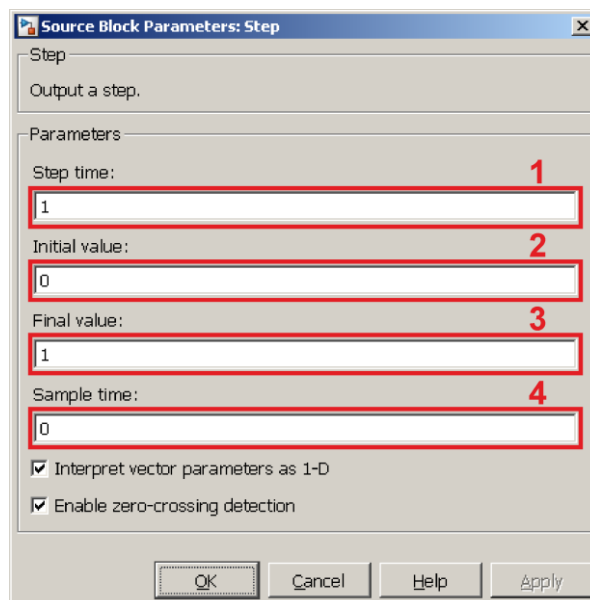 Source Block Parameters: Step
Step
Output a step.
Parameters
Step time: 1
1
Initial value: 2
0
Final value: 3
1
Sample time: 4
0
Interpret vector parameters as 1-D
Enable zero-crossing detection
OK Cancel Help Apply